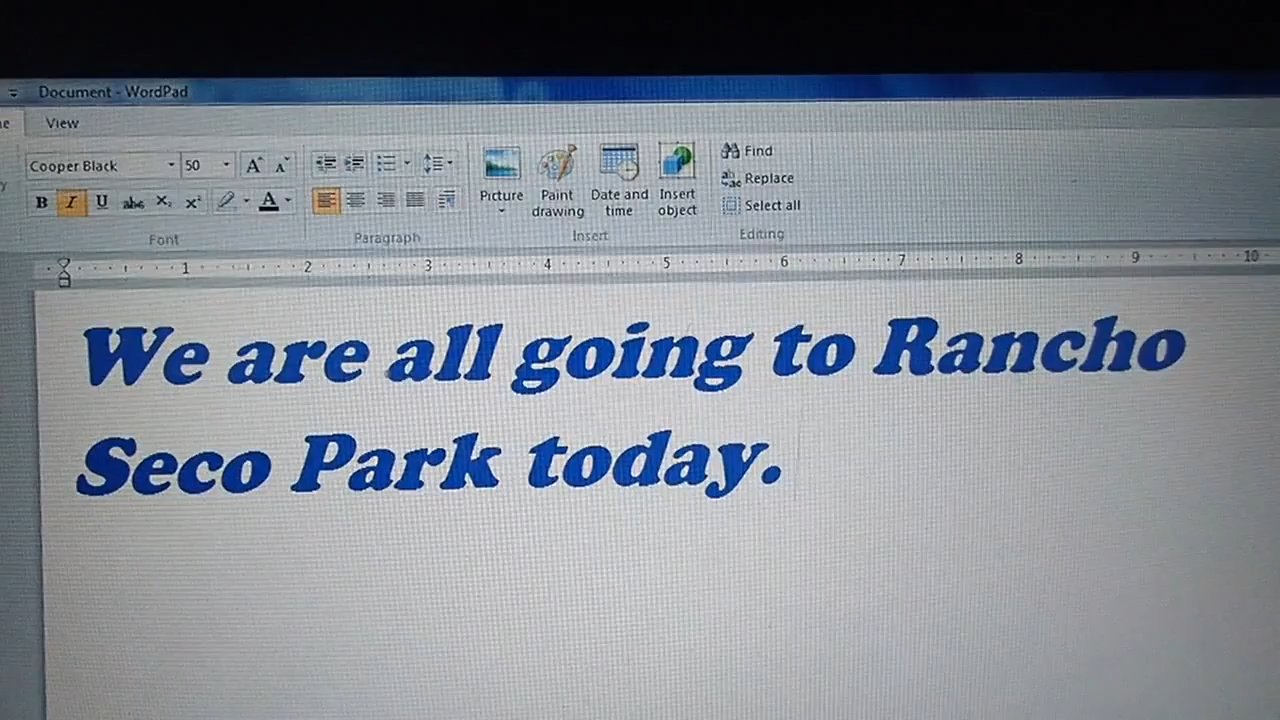 Document - WordPad
View
Cooper Black 50 A A
B I U abc X₂ X² A
Font
Paragraph
Picture
Paint drawing
Date and time
Insert object
Insert
Find
Replace
Select all
Editing
1 2 3 4 5 6 7 8 9 10
We are all going to Rancho
Seco Park today.